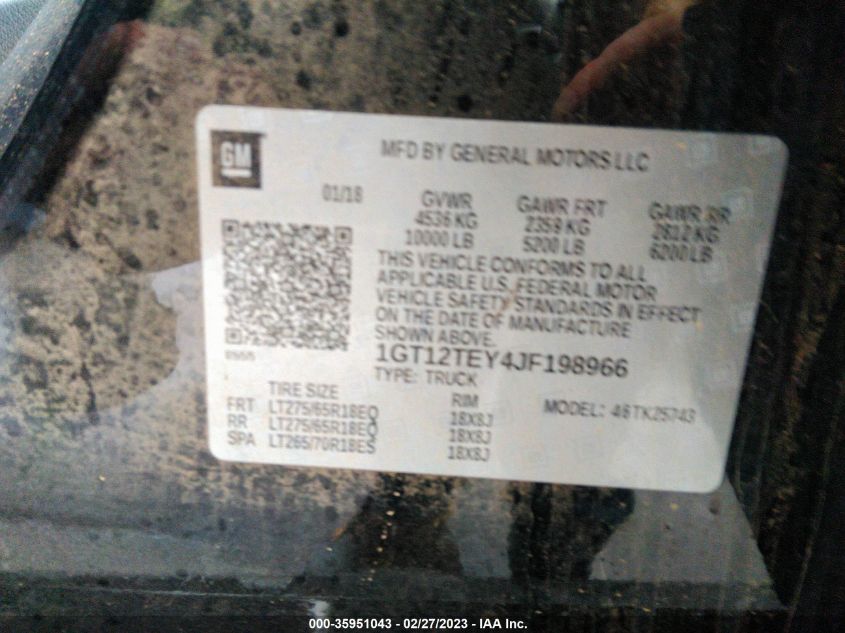 GM
MFD BY GENERAL MOTORS LLC
01/18 GVWR GAWR FRT GAWR RR
4536 KG 2359 KG 2812 KG
10000 LB 5200 LB 6200 LB
THIS VEHICLE CONFORMS TO ALL
APPLICABLE U.S. FEDERAL MOTOR
VEHICLE SAFETY STANDARDS IN EFFECT
ON THE DATE OF MANUFACTURE
SHOWN ABOVE.
1GT12TEY4JF198966
TYPE: TRUCK
TIRE SIZE RIM MODEL:
FRT LT275/65R18EQ 18X8J
RR LT275/65R18EQ 18X8J
SPA LT265/70R18ES 18X8J
000-35951043 - 02/27/2023 - IAA Inc.